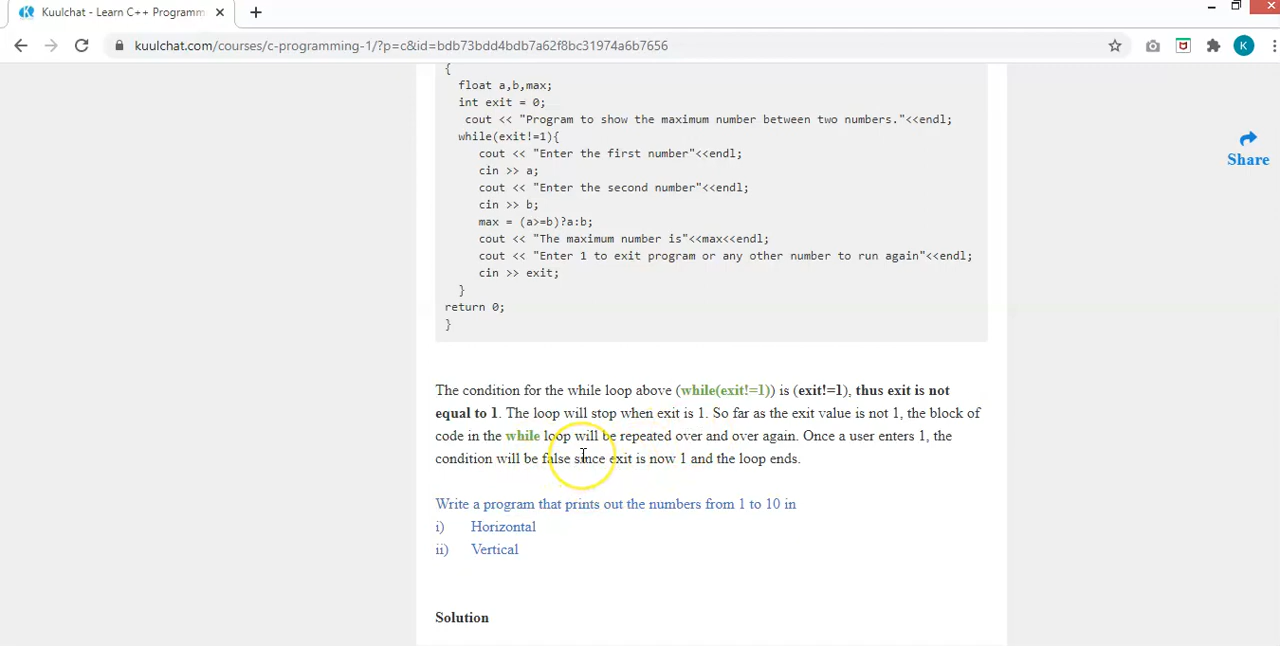 Kuulchat - Learn C++ Programm
kuulchat.com/courses/c-programming-1/?p=c&id=bdb73bdd4bdb7a62f8bc31974a6b7656
K
Share
{
float a,b,max;
int exit = 0;
cout << "Program to show the maximum number between two numbers."<<endl;
while(exit!=1){
cout << "Enter the first number"<<endl;
cin >> a;
cout << "Enter the second number"<<endl;
cin >> b;
max = (a>=b)?a:b;
cout << "The maximum number is"<<max<<endl;
cout << "Enter 1 to exit program or any other number to run again"<<endl;
cin >> exit;
}
return 0;
}
The condition for the while loop above (while(exit!=1)) is (exit!=1), thus exit is not
equal to 1. The loop will stop when exit is 1. So far as the exit value is not 1, the block of
code in the while loop will be repeated over and over again. Once a user enters 1, the
condition will be false since exit is now 1 and the loop ends.
Write a program that prints out the numbers from 1 to 10 in
i) Horizontal
ii) Vertical
Solution